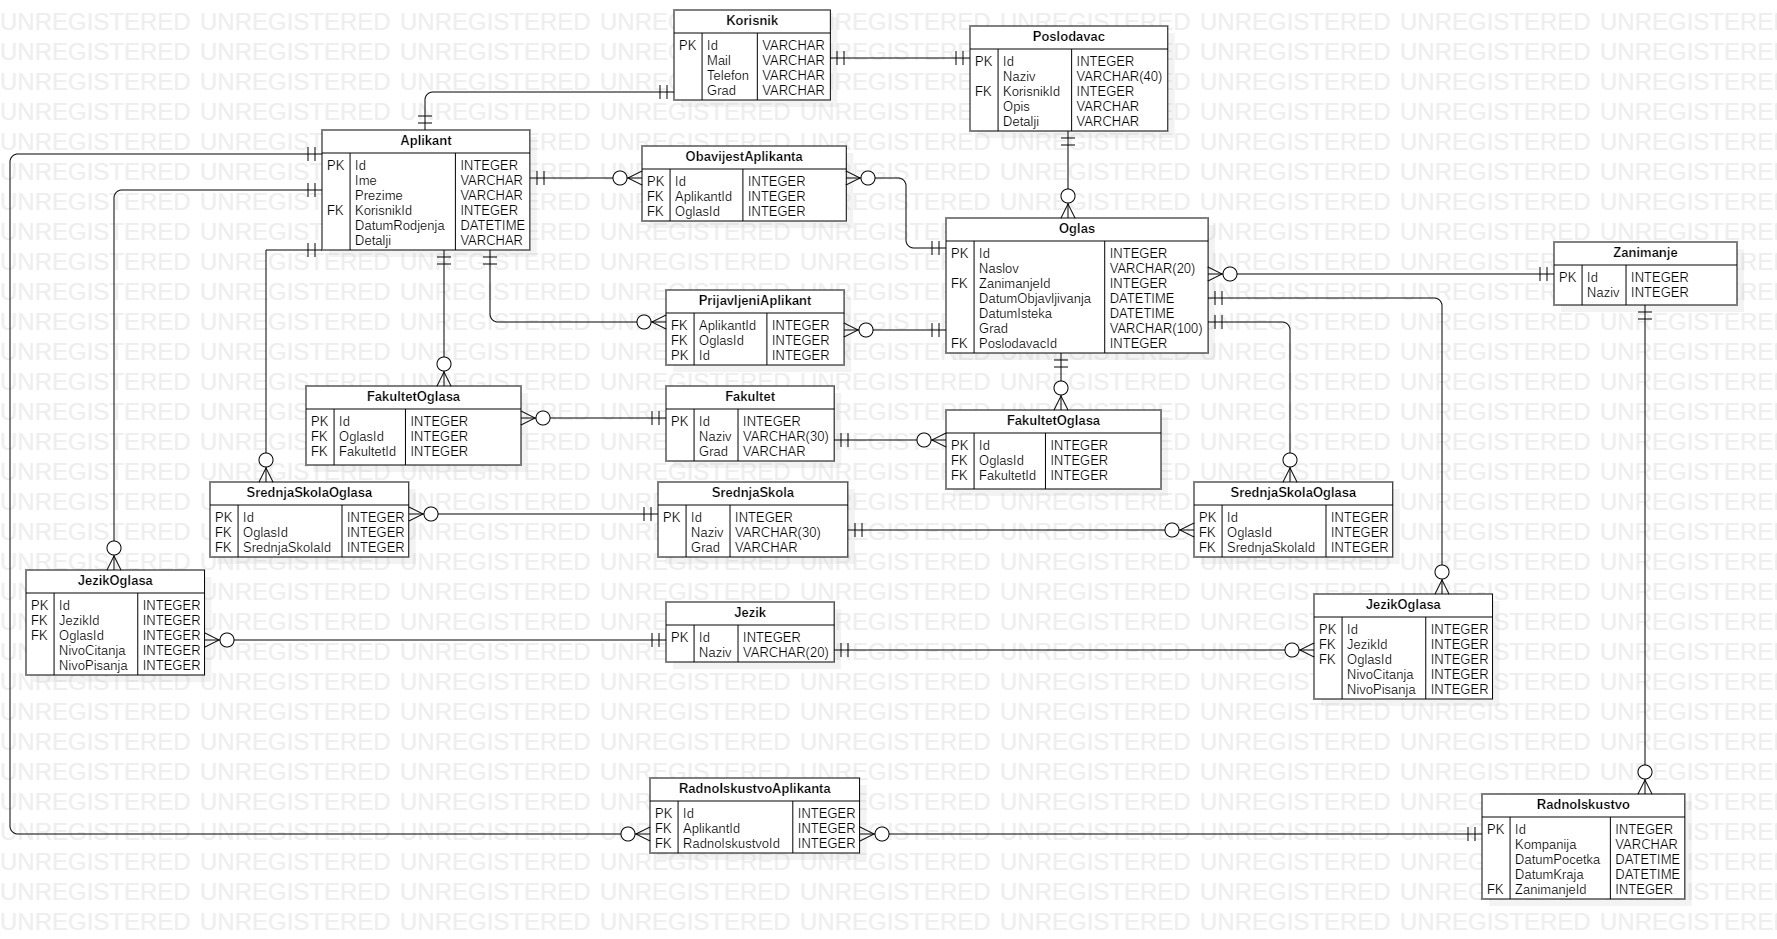 Korisnik
PK Id VARCHAR
Mail VARCHAR
Telefon VARCHAR
Grad VARCHAR
Poslodavac
PK Id INTEGER
Naziv VARCHAR(40)
FK KorisnikId INTEGER
Opis VARCHAR
Detalji VARCHAR
Aplikant
PK Id INTEGER
Ime VARCHAR
Prezime VARCHAR
FK KorisnikId INTEGER
DatumRodjenja DATETIME
Detalji VARCHAR
ObavijestAplikanta
PK Id INTEGER
FK AplikantId INTEGER
FK OglasId INTEGER
Oglas
PK Id INTEGER
Naslov VARCHAR(20)
FK ZanimanjeId INTEGER
DatumObjavljivanja DATETIME
DatumIsteka DATETIME
Grad VARCHAR(100)
FK PoslodavacId INTEGER
Zanimanje
PK Id INTEGER
Naziv INTEGER
PrijavljeniAplikant
FK AplikantId INTEGER
FK OglasId INTEGER
PK Id INTEGER
FakultetOglasa
PK Id INTEGER
FK OglasId INTEGER
FK FakultetId INTEGER
Fakultet
PK Id INTEGER
Naziv VARCHAR(30)
Grad VARCHAR
FakultetOglasa
PK Id INTEGER
FK OglasId INTEGER
FK FakultetId INTEGER
SrednjaSkolaOglasa
PK Id INTEGER
FK OglasId INTEGER
FK SrednjaSkolaId INTEGER
SrednjaSkola
PK Id INTEGER
Naziv VARCHAR(30)
Grad VARCHAR
SrednjaSkolaOglasa
PK Id INTEGER
FK OglasId INTEGER
FK SrednjaSkolaId INTEGER
JezikOglasa
PK Id INTEGER
FK JezikId INTEGER
FK OglasId INTEGER
NivoCitanja INTEGER
NivoPisanja INTEGER
Jezik
PK Id INTEGER
Naziv VARCHAR(20)
JezikOglasa
PK Id INTEGER
FK JezikId INTEGER
FK OglasId INTEGER
NivoCitanja INTEGER
NivoPisanja INTEGER
RadnoIskustvoAplikanta
PK Id INTEGER
FK AplikantId INTEGER
FK RadnoIskustvoId INTEGER
RadnoIskustvo
PK Id INTEGER
Kompanija VARCHAR
DatumPocetka DATETIME
DatumKraja DATETIME
FK ZanimanjeId INTEGER
UNREGISTERED